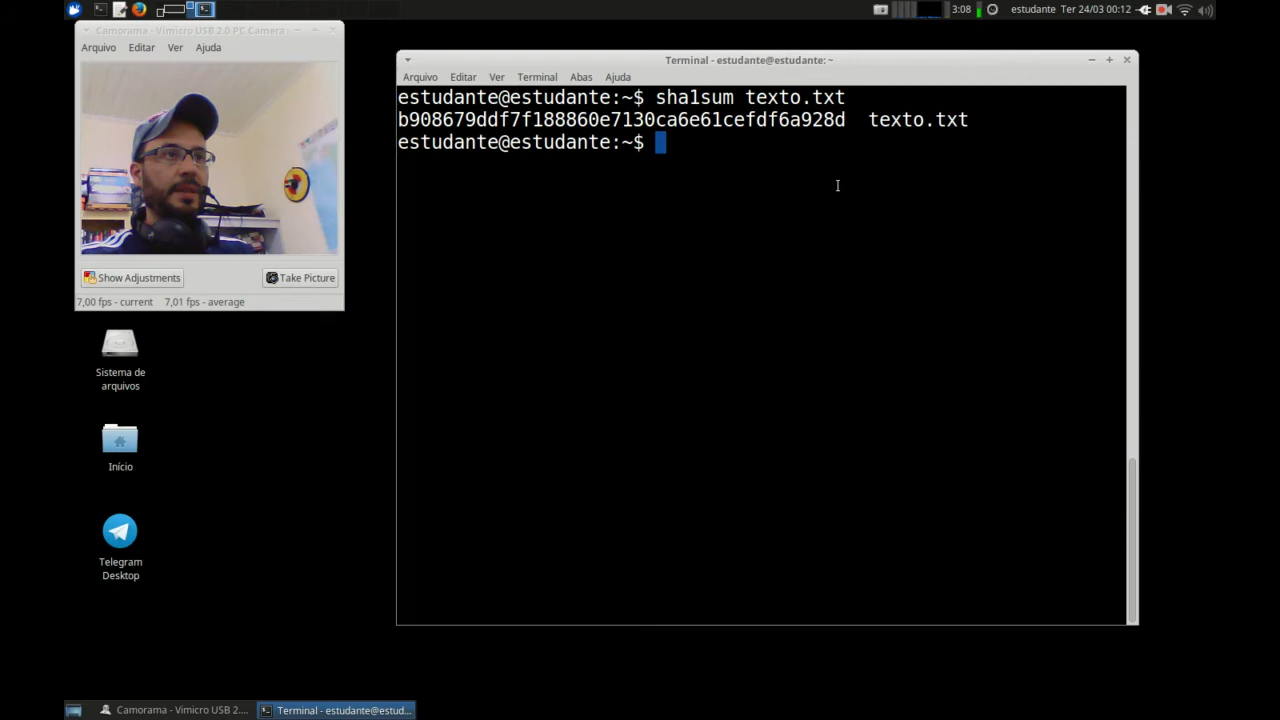 3:08
estudante
Ter 24/03 00:12
Camorama - Vimicro USB 2.0 PC Camera
Arquivo Editar Ver Ajuda
Show Adjustments
Take Picture
7,00 fps - current 7,01 fps - average
Sistema de
arquivos
Início
Telegram
Desktop
Terminal - estudante@estudante: ~
Arquivo Editar Ver Terminal Abas Ajuda
estudante@estudante:~$ sha1sum texto.txt
b908679ddf7f188860e7130ca6e61cefdf6a928d texto.txt
estudante@estudante:~$
Camorama - Vimicro USB 2....
Terminal - estudante@estud...